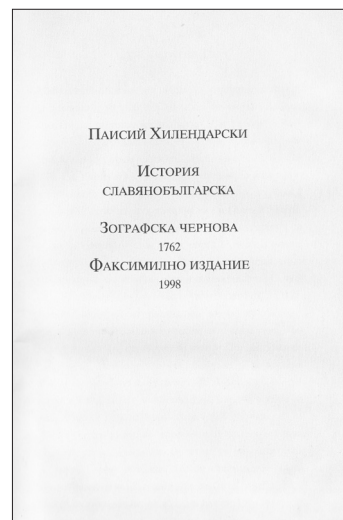 Паисий Хилендарски
История
славянобългарска
Зографска чернова
1762
Факсимилно издание
1998